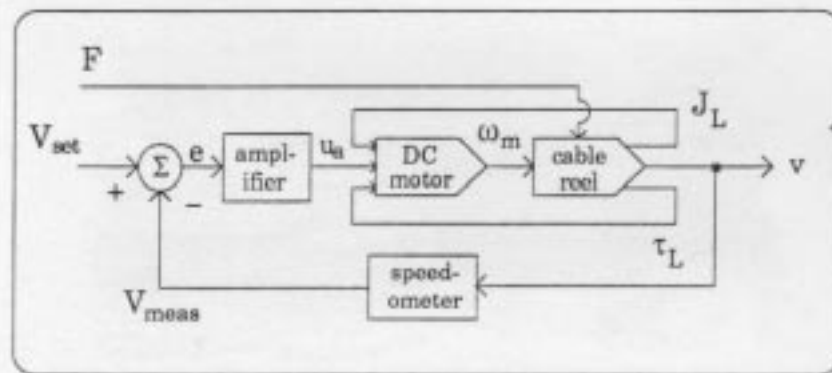 F
J_L
V_set
Σ
e
ampl-
ifier
u_a
DC
motor
ω_m
cable
reel
v
+
−
τ_L
V_meas
speed-
ometer